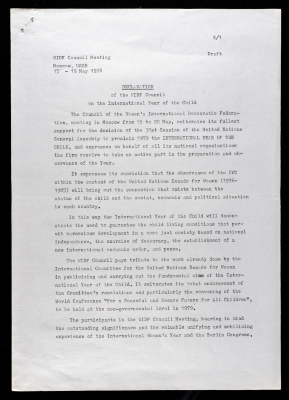 A/1
Draft
WIDF Council Meeting
Moscow, USSR
15 - 19 May 1978
DECLARATION
of the WIDF Council
on the International Year of the Child
The Council of the Women's International Democratic Federa-
tion, meeting in Moscow from 15 to 20 May, reiterates its fullest
support for the decision of the 31st Session of the United Nations
General Assembly to proclaim 1979 the INTERNATIONAL YEAR OF THE
CHILD, and expresses on behalf of all its national organisations
the firm resolve to take an active part in the preparation and ob-
servance of the Year.
It expresses its conviction that the observance of the IYC
within the context of the United Nations Decade for Women (1976-
1985) will bring out the connection that exists between the
status of the child and the social, economic and political situation
in each country.
In this way the International Year of the Child will demon-
strate the need to guarantee the child living conditions that per-
mit harmonious development in a more just society based on national
independence, the exercise of democracy, the establishment of a
new international economic order, and peace.
The WIDF Council pays tribute to the work already done by the
International Committee for the United Nations Decade for Women
in publicizing and carrying out the fundamental aims of the Inter-
national Year of the Child. It reiterates its total endorsement
of the Committee's resolutions and particularly the convening of the
World Conference "For a Peaceful and Secure Future for All Children",
to be held at the non-governmental level in 1979.
The participants in the WIDF Council Meeting, bearing in mind
the outstanding significance and the valuable unifying and mobilizing
experience of the International Women's Year and the Berlin Congress,